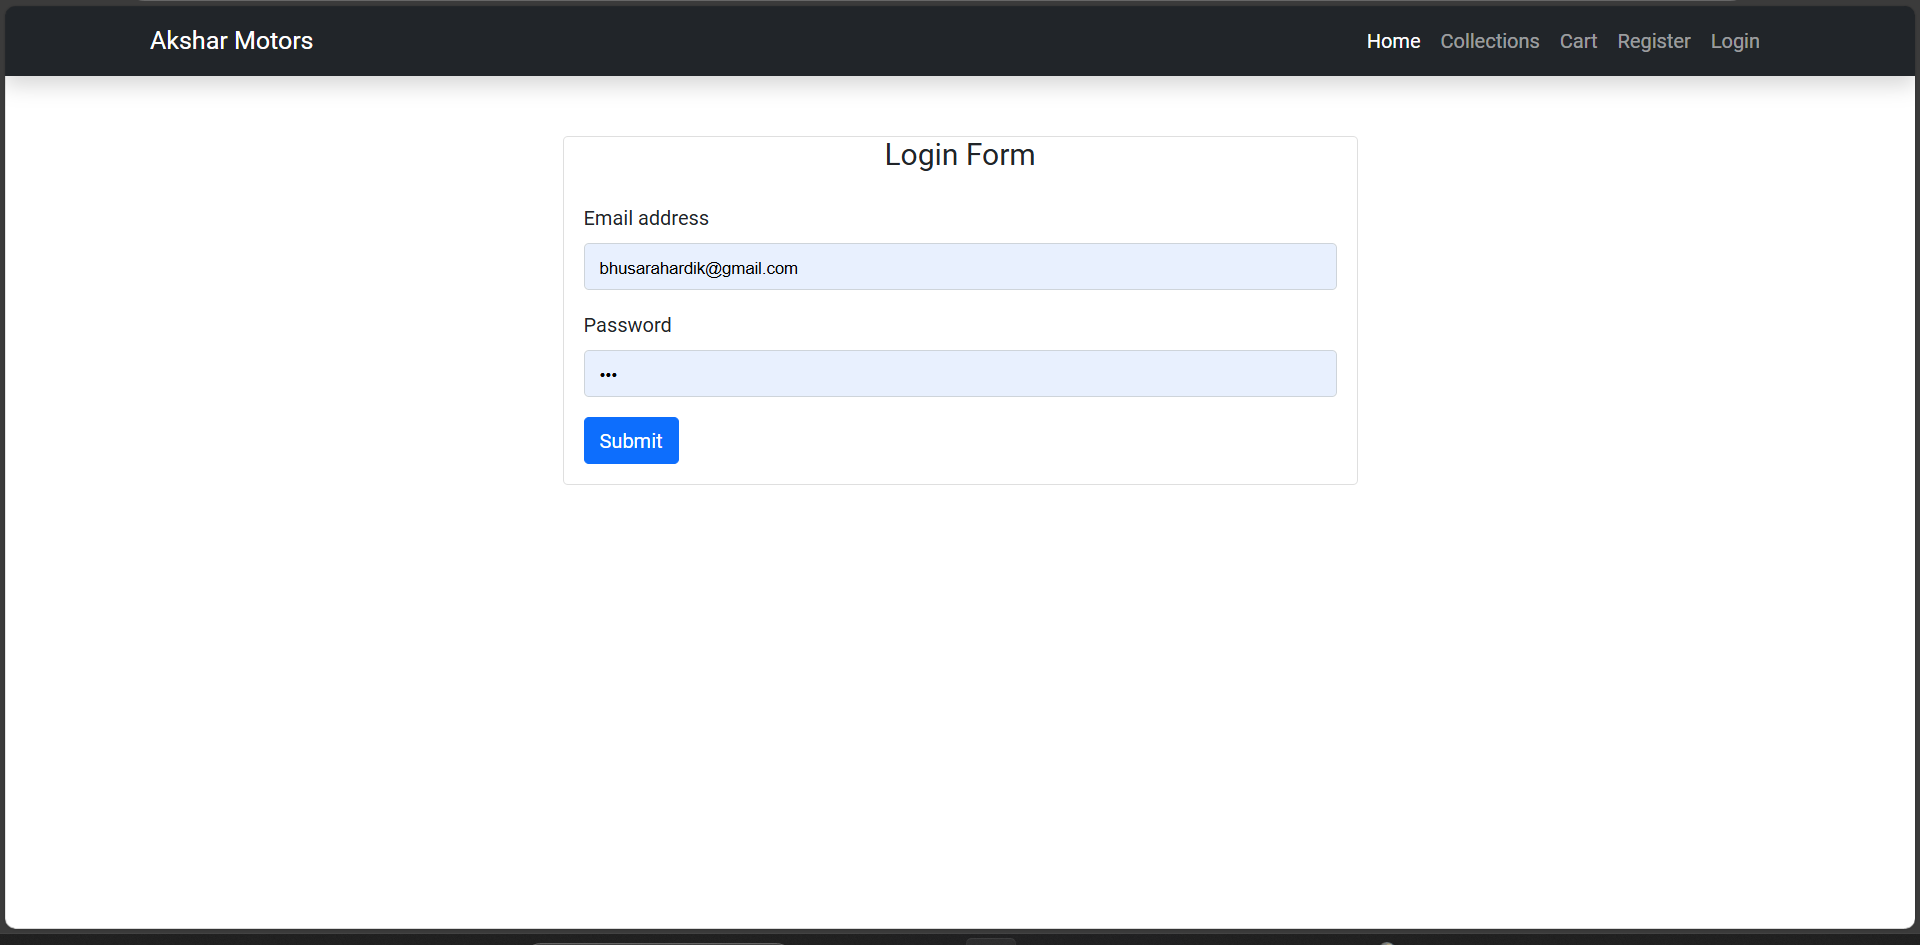 Akshar Motors Home Collections Cart Register Login
Login Form
Email address
bhusarahardik@gmail.com
Password
•••
Submit